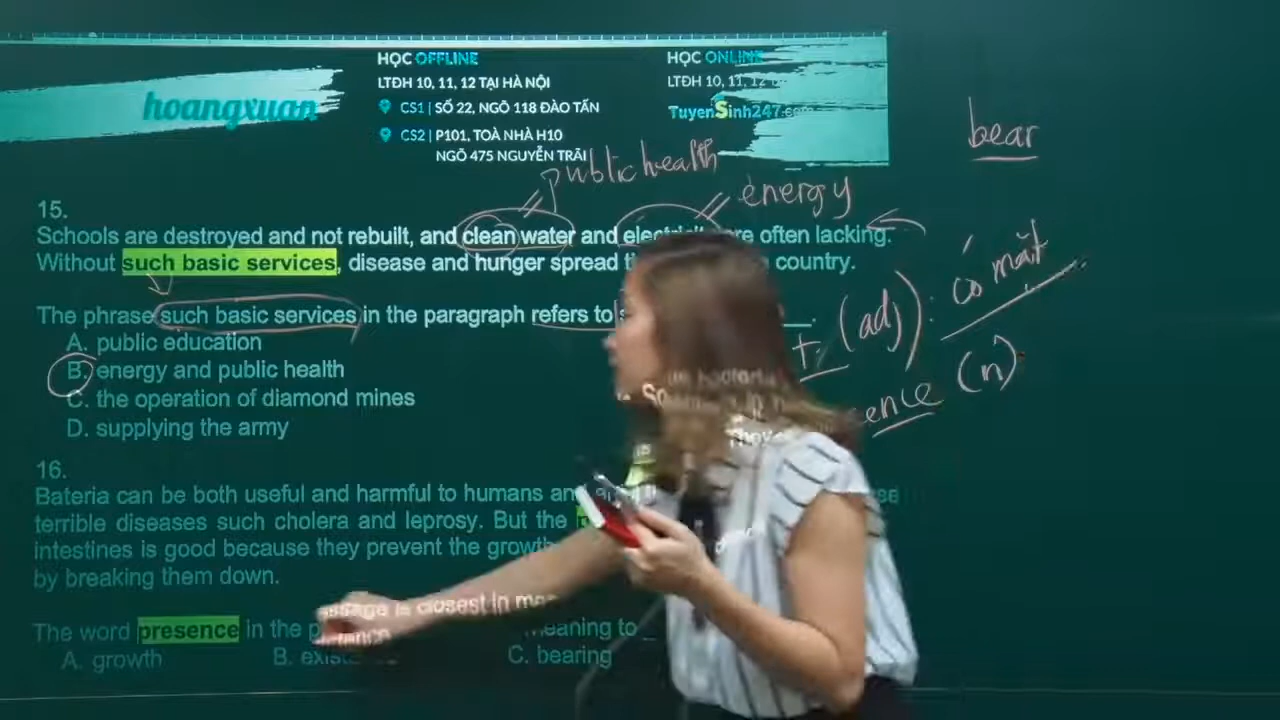 hoangxuan
HỌC OFFLINE
LTĐH 10, 11, 12 TẠI HÀ NỘI
CS1 | SỐ 22, NGÕ 118 ĐÀO TẤN
CS2 | P101, TOÀ NHÀ H10
NGÕ 475 NGUYỄN TRÃI
HỌC ONLINE
LTĐH 10, 11, 12
TuyenSinh247.com
bear
public health
energy
15.
Schools are destroyed and not rebuilt, and clean water and electricity are often lacking.
Without such basic services, disease and hunger spread country.
The phrase such basic services in the paragraph refers to
A. public education
B. energy and public health
C. the operation of diamond mines
D. supplying the army
(adj): có mặt
ence (n)
16.
Bateria can be both useful and harmful to humans
terrible diseases such cholera and leprosy. But the
intestines is good because they prevent the growth
by breaking them down.
The word presence in the meaning to
A. growth
B.
C. bearing
ssage is closest in